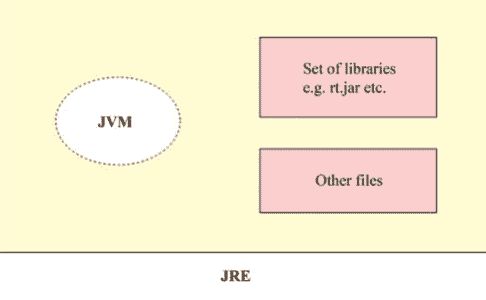 JVM
Set of libraries
e.g. rt.jar etc.
Other files
JRE